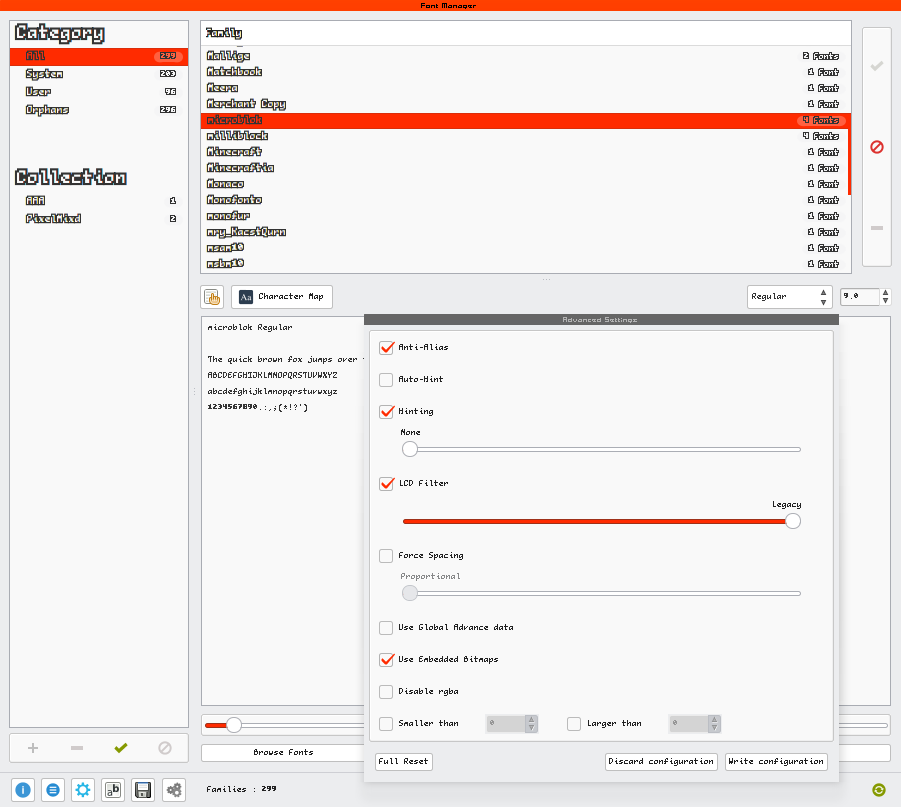 Font Manager
Category
All 299
System 203
User 96
Orphans 296
Collection
AAA 1
PixelMixd 2
Family
Mallige 2 Fonts
Matchbook 1 Font
Meera 1 Font
Merchant Copy 1 Font
microblok 4 Fonts
milliblock 4 Fonts
Minecraft 1 Font
Minecraftia 1 Font
Monaco 1 Font
Monofonto 1 Font
monofur 1 Font
mry_KacstQurn 1 Font
msam10 1 Font
msbm10 1 Font
Aa Character Map
Regular 9.0
microblok Regular
The quick brown fox jumps over
ABCDEFGHIJKLMNOPQRSTUVWXYZ
abcdefghijklmnopqrstuvwxyz
1234567890.:,;(*!?')
Advanced Settings
Anti-Alias
Auto-Hint
Hinting
None
LCD Filter
Legacy
Force Spacing
Proportional
Use Global Advance data
Use Embedded Bitmaps
Disable rgba
Smaller than 0 Larger than 0
Full Reset Discard configuration Write configuration
Browse Fonts
ab
Families : 299